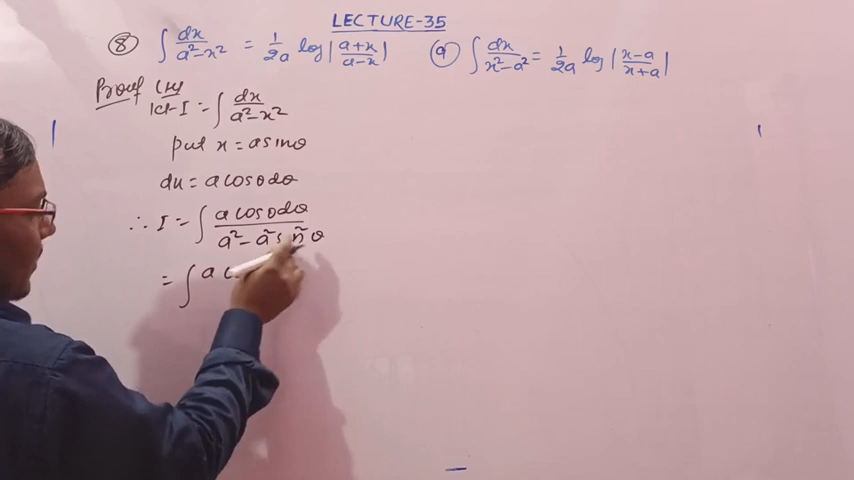 LECTURE-35
⑧ ∫ dx / a²-x² = 1/2a log |a+x / a-x| ⑨ ∫ dx / x²-a² = 1/2a log |x-a / x+a|
Proof (8)
let I = ∫ dx / a²-x²
put x = a sinθ
dx = a cosθ dθ
∴ I = ∫ a cosθ dθ / a² - a² sin²θ
= ∫ a